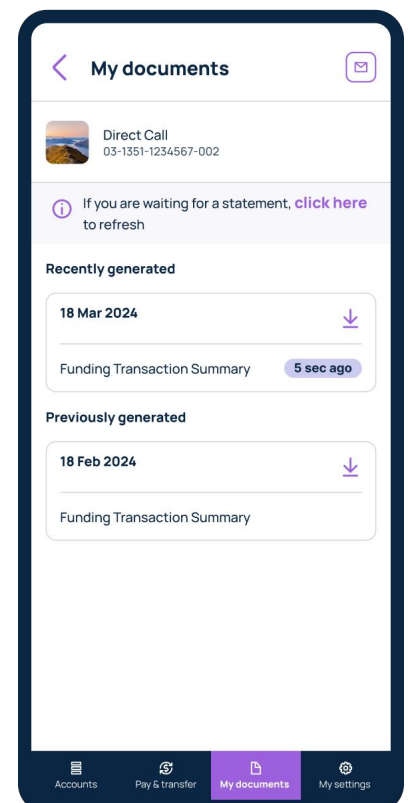 My documents
Direct Call
03-1351-1234567-002
If you are waiting for a statement, click here
to refresh
Recently generated
18 Mar 2024
Funding Transaction Summary 5 sec ago
Previously generated
18 Feb 2024
Funding Transaction Summary
Accounts Pay & transfer My documents My settings